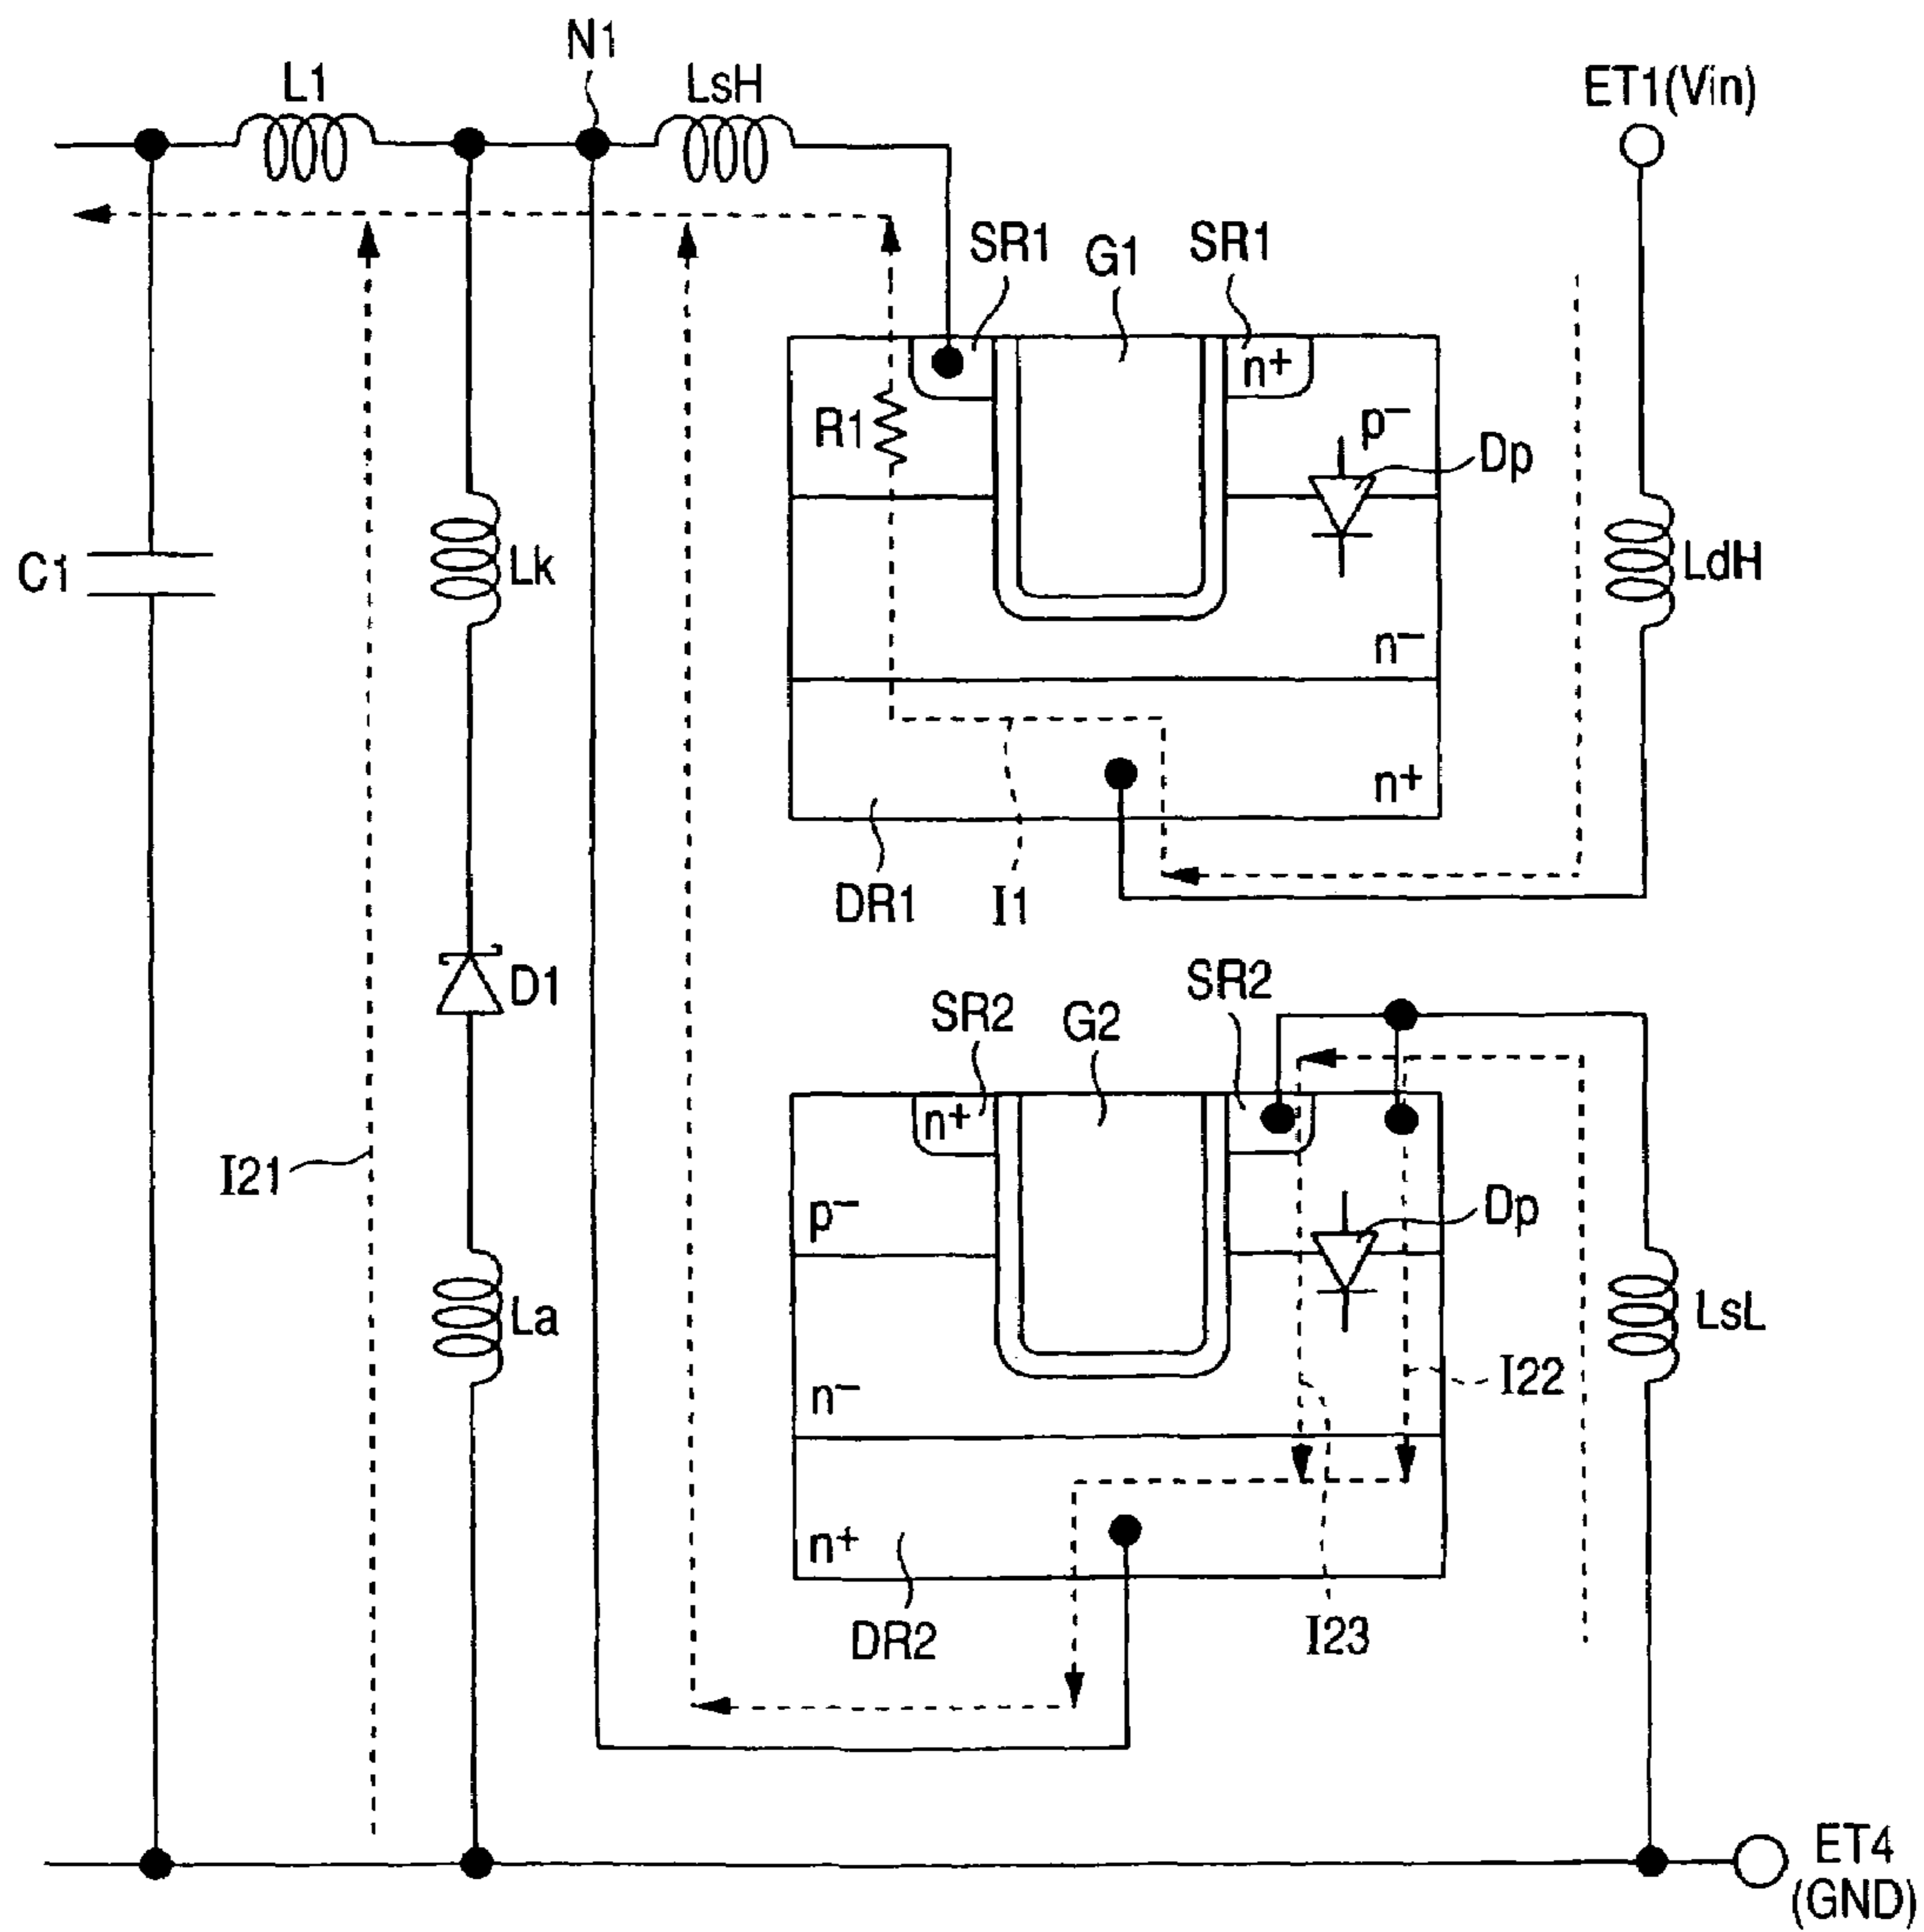 N1
L1
LsH
ET1(Vin)
SR1
G1
SR1
n+
R1
p−
Dp
C1
Lk
LdH
n−
n+
DR1
I1
D1
SR2
SR2
G2
n+
I21
p−
Dp
La
LsL
n−
I22
n+
DR2
I23
ET4
(GND)